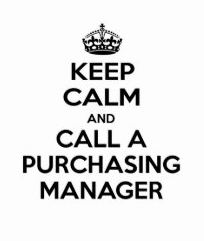 KEEP
CALM
AND
CALL A
PURCHASING
MANAGER